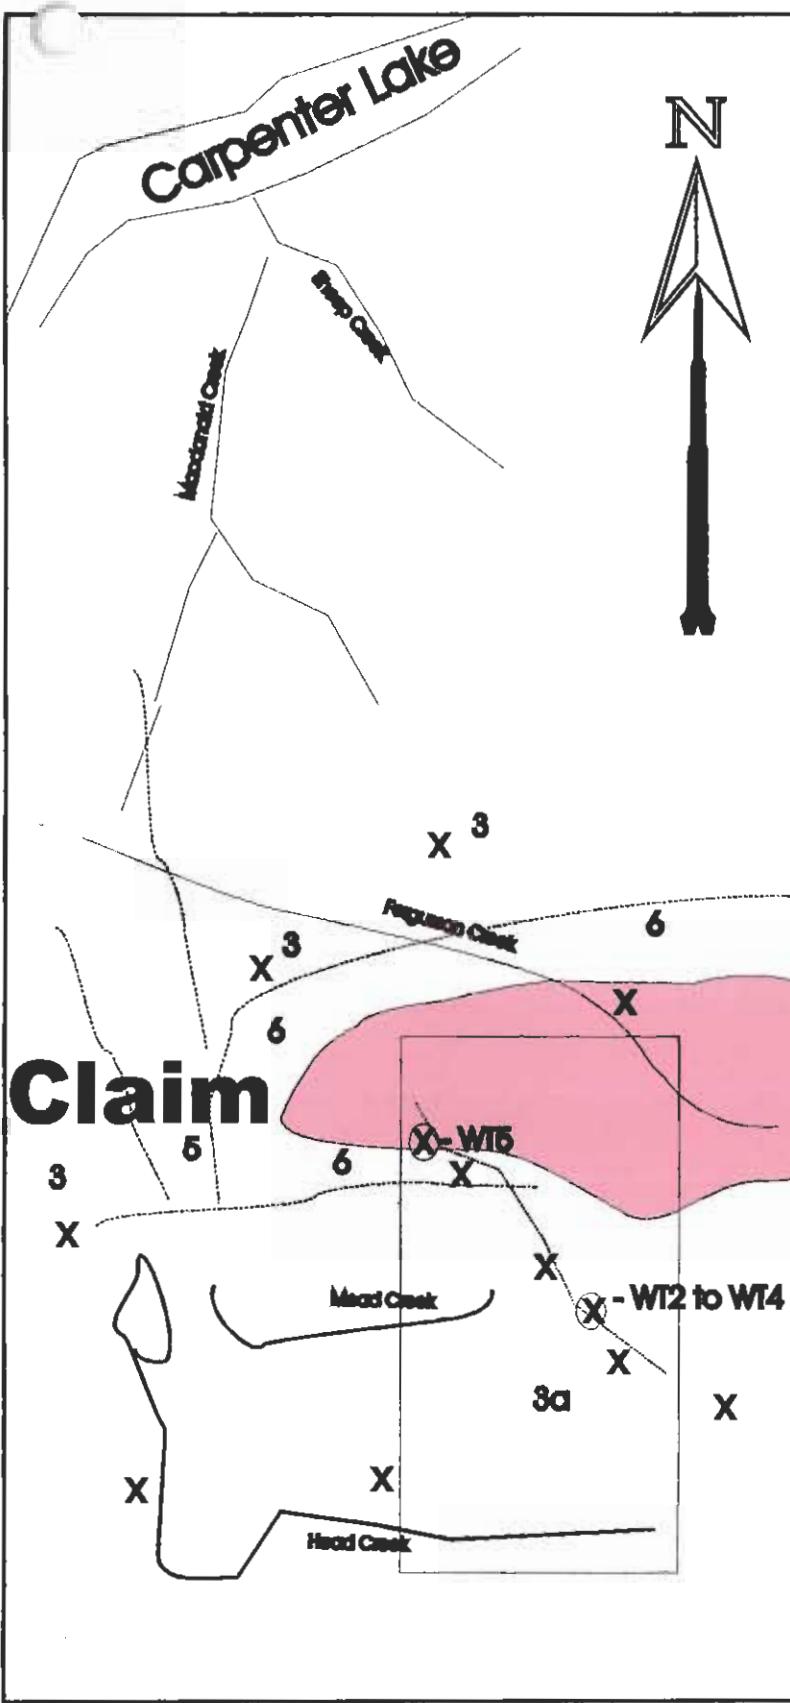 Carpenter Lake
N
Sheep Creek
Macdonald Creek
X 3
Ferguson Creek
6
X 3
X
6
Claim
X - WT5
5
6
X
3
X
X
Mead Creek
X - WT2 to WT4
X
3a
X
X
X
Head Creek